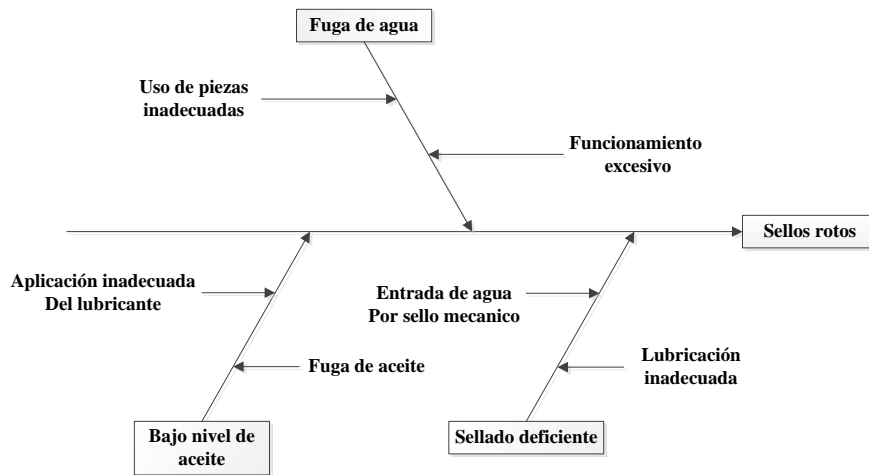 Fuga de agua
Uso de piezas
inadecuadas
Funcionamiento
excesivo
Sellos rotos
Aplicación inadecuada
Del lubricante
Entrada de agua
Por sello mecanico
Fuga de aceite
Lubricación
inadecuada
Bajo nivel de
aceite
Sellado deficiente